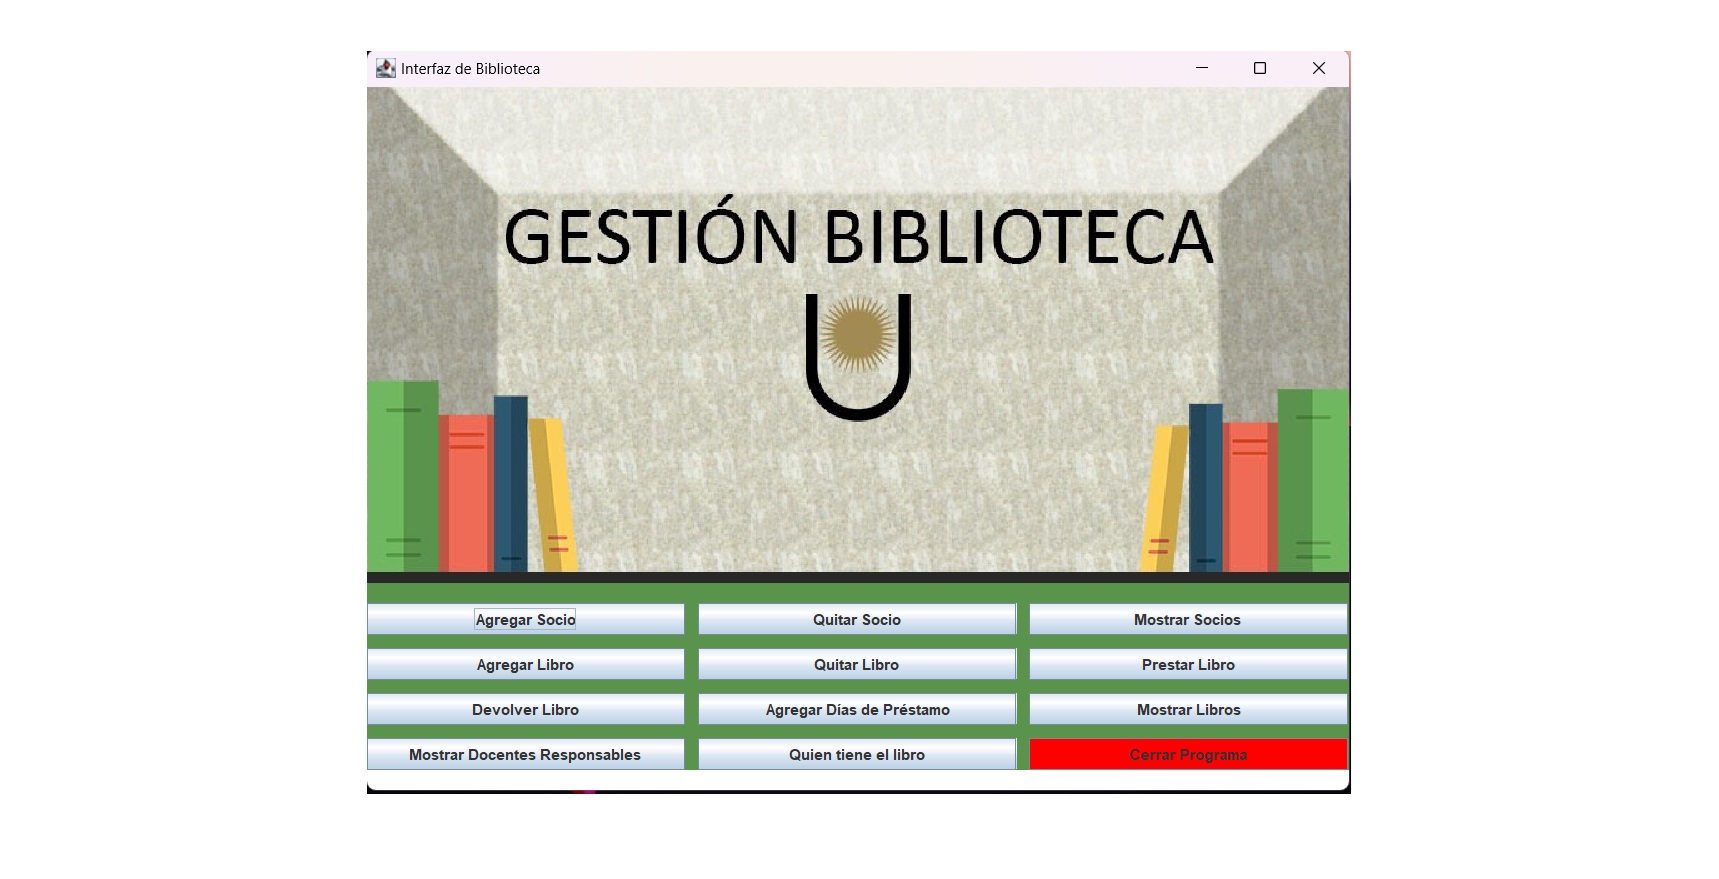 Interfaz de Biblioteca
GESTIÓN BIBLIOTECA
Agregar Socio
Quitar Socio
Mostrar Socios
Agregar Libro
Quitar Libro
Prestar Libro
Devolver Libro
Agregar Días de Préstamo
Mostrar Libros
Mostrar Docentes Responsables
Quien tiene el libro
Cerrar Programa